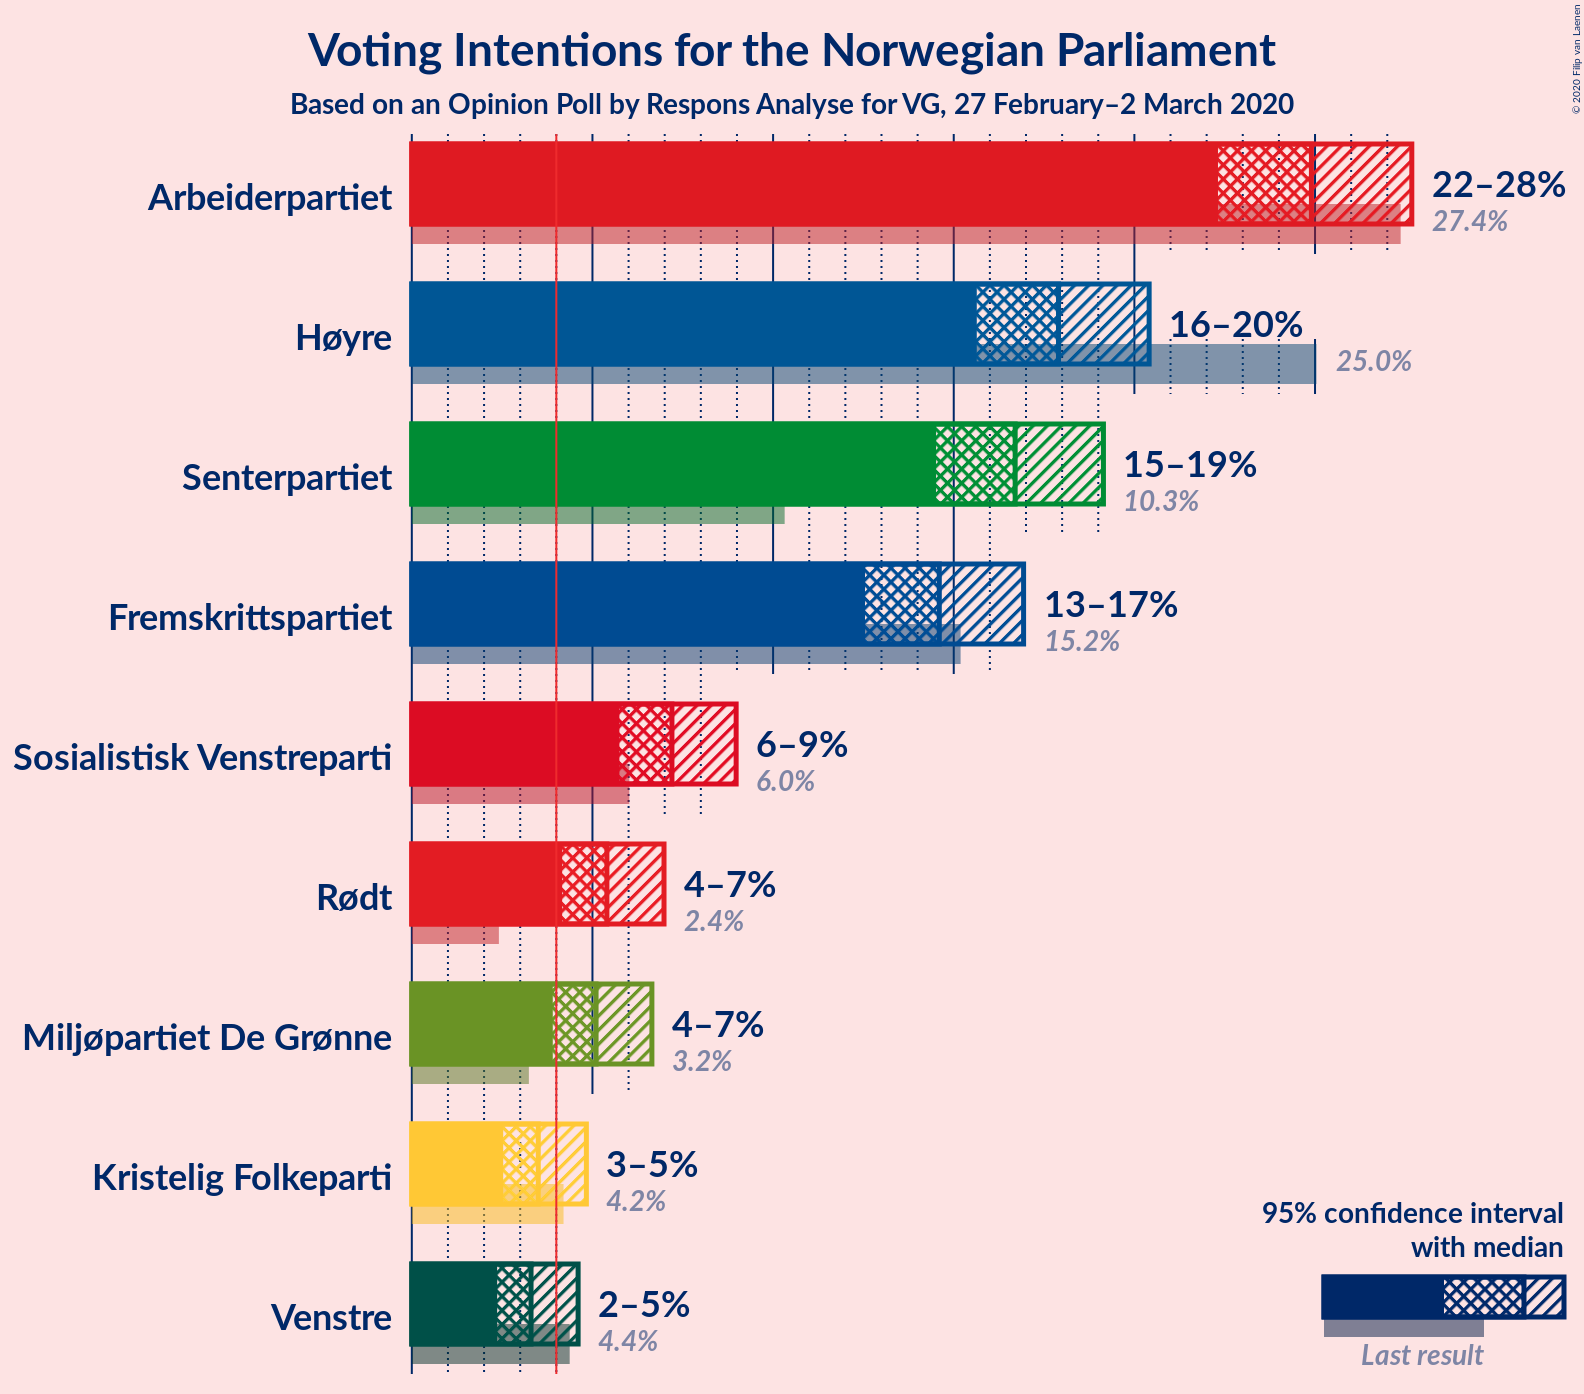 Voting Intentions for the Norwegian Parliament
Based on an Opinion Poll by Respons Analyse for VG, 27 February–2 March 2020
© 2020 Filip van Laenen
Arbeiderpartiet
22–28%
27.4%
Høyre
16–20%
25.0%
Senterpartiet
15–19%
10.3%
Fremskrittspartiet
13–17%
15.2%
Sosialistisk Venstreparti
6–9%
6.0%
Rødt
4–7%
2.4%
Miljøpartiet De Grønne
4–7%
3.2%
Kristelig Folkeparti
3–5%
4.2%
Venstre
2–5%
4.4%
95% confidence interval
with median
Last result